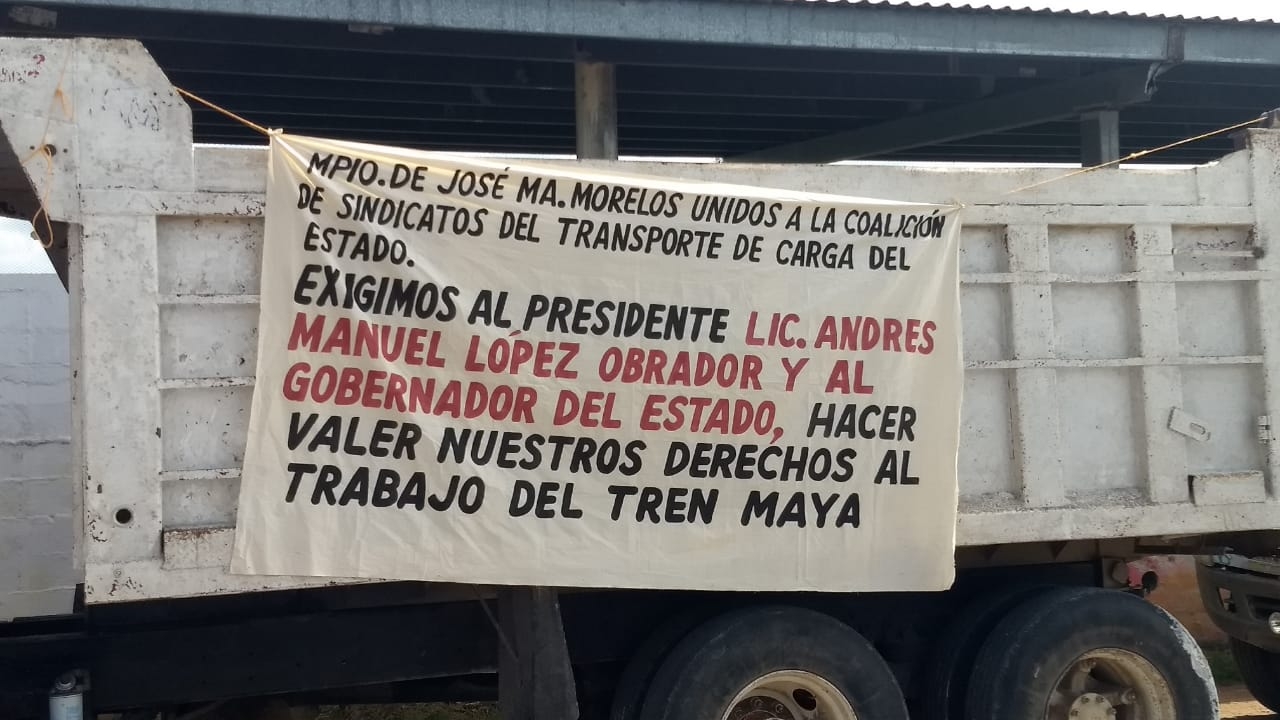 MPIO. DE JOSÉ MA. MORELOS UNIDOS A LA COALICIÓN
DE SINDICATOS DEL TRANSPORTE DE CARGA DEL
ESTADO.
EXIGIMOS AL PRESIDENTE LIC. ANDRES
MANUEL LÓPEZ OBRADOR Y AL
GOBERNADOR DEL ESTADO, HACER
VALER NUESTROS DERECHOS AL
TRABAJO DEL TREN MAYA